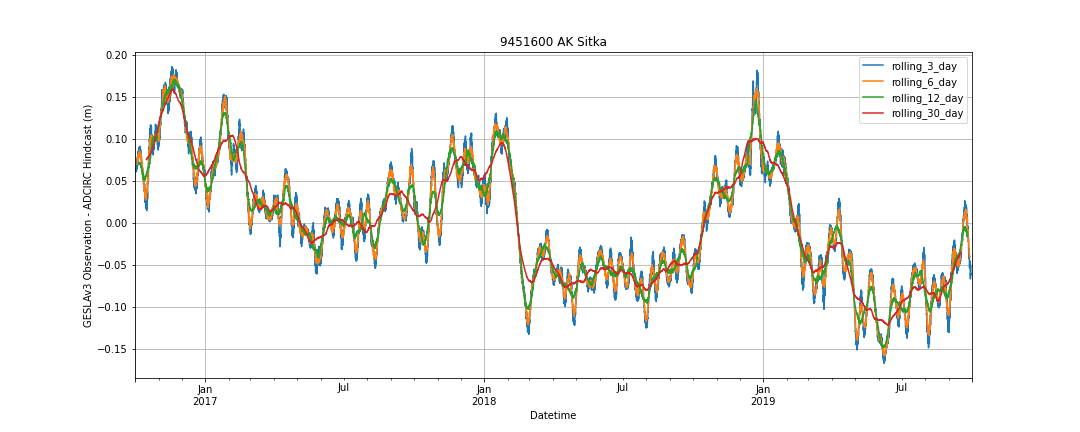 9451600 AK Sitka
GESLAv3 Observation - ADCIRC Hindcast (m)
0.20
0.15
0.10
0.05
0.00
−0.05
−0.10
−0.15
rolling_3_day
rolling_6_day
rolling_12_day
rolling_30_day
Jan
2017
Jul
Jan
2018
Jul
Jan
2019
Jul
Datetime